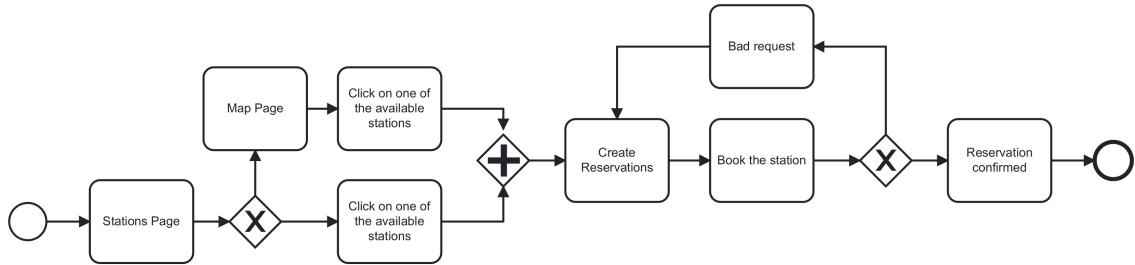 Bad request
Map Page
Click on one of
the available
stations
Create
Reservations
Book the station
Reservation
confirmed
Stations Page
Click on one of
the available
stations